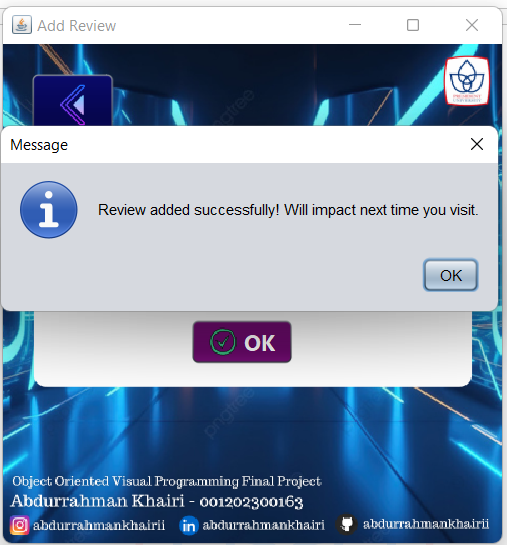 Add Review
Message
Review added successfully! Will impact next time you visit.
OK
OK
pngtree
Object Oriented Visual Programming Final Project
Abdurrahman Khairi - 001202300163
abdurrahmankhairii abdurrahmankhairi abdurrahmankhairii